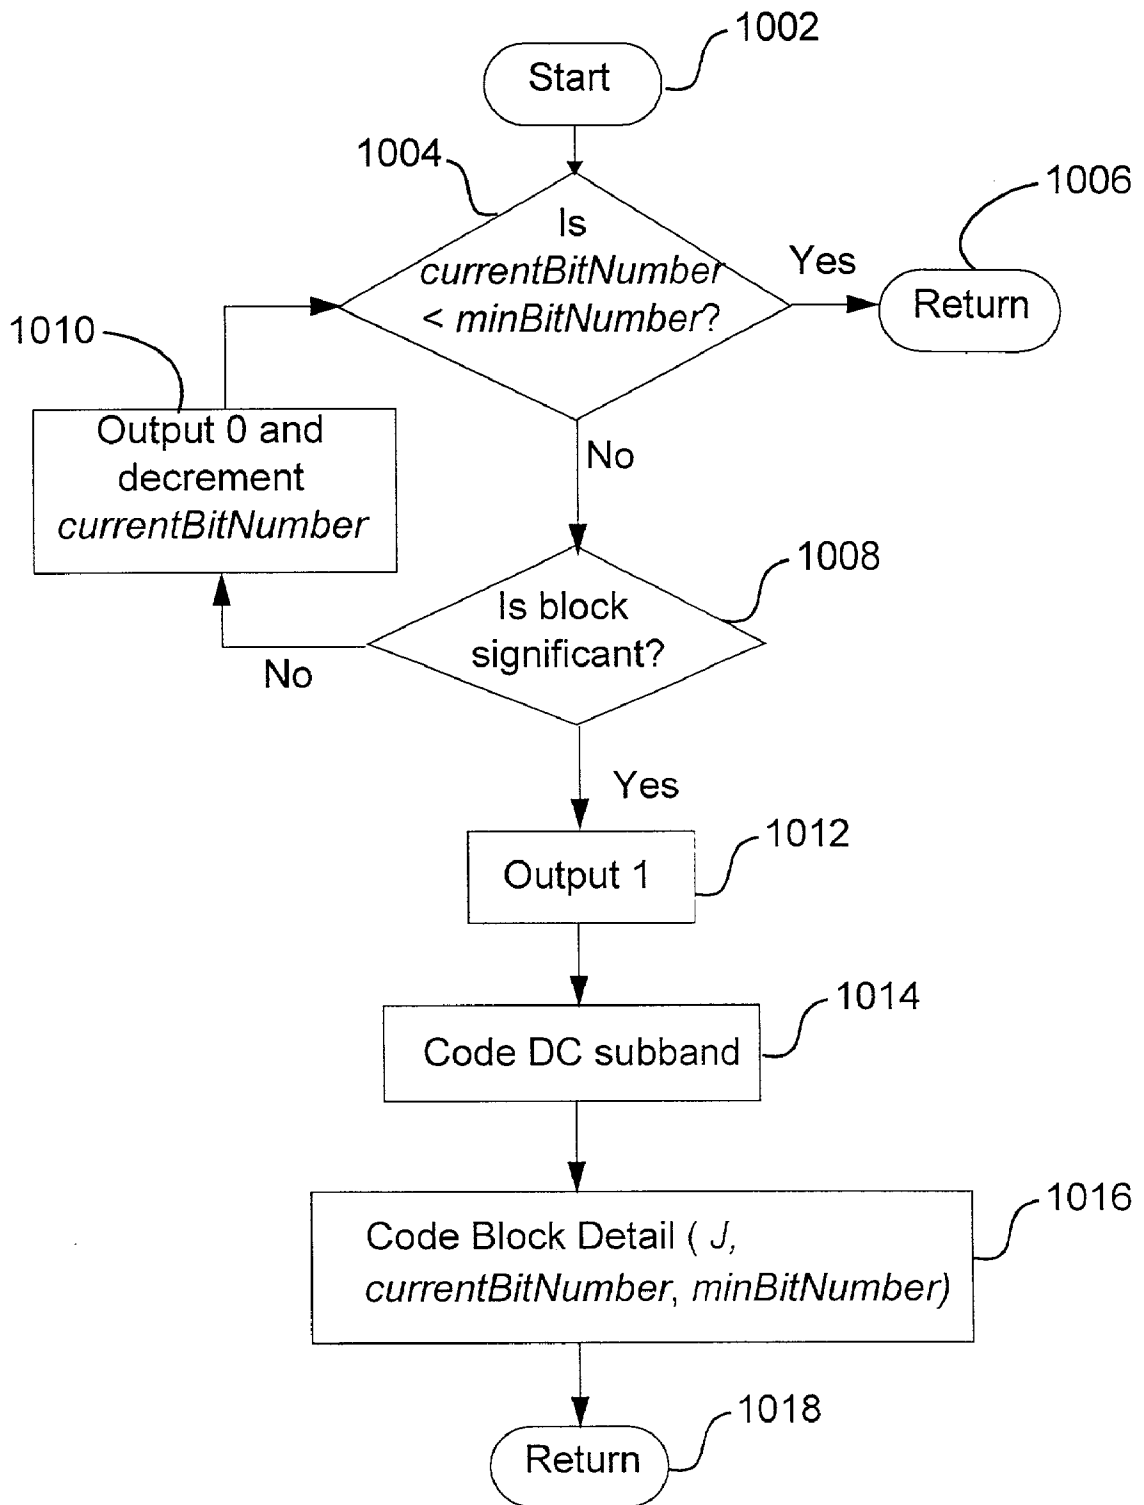 1002
Start
1004
1006
Is
currentBitNumber
< minBitNumber?
Yes
Return
1010
Output 0 and
decrement
currentBitNumber
No
1008
Is block
significant?
No
Yes
1012
Output 1
1014
Code DC subband
1016
Code Block Detail ( J,
currentBitNumber, minBitNumber)
1018
Return